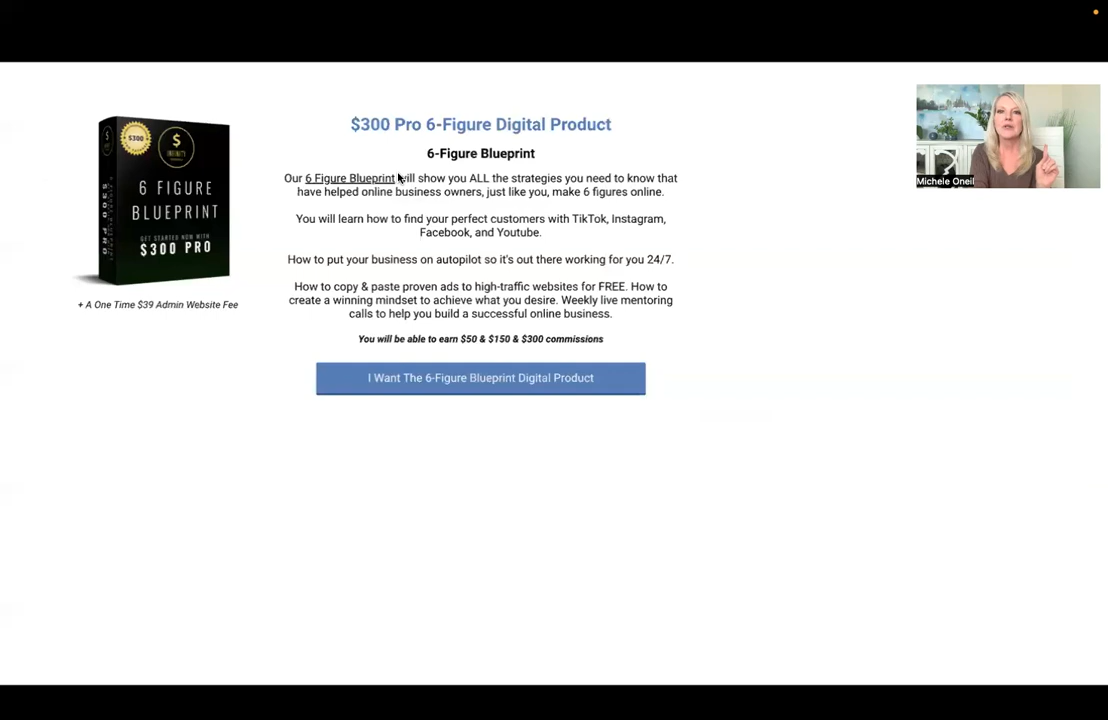 $300 Pro 6-Figure Digital Product
6-Figure Blueprint
Our 6 Figure Blueprint will show you ALL the strategies you need to know that
have helped online business owners, just like you, make 6 figures online.
You will learn how to find your perfect customers with TikTok, Instagram,
Facebook, and Youtube.
How to put your business on autopilot so it's out there working for you 24/7.
How to copy & paste proven ads to high-traffic websites for FREE. How to
create a winning mindset to achieve what you desire. Weekly live mentoring
calls to help you build a successful online business.
You will be able to earn $50 & $150 & $300 commissions
I Want The 6-Figure Blueprint Digital Product
$300
$
INFINITY
6 FIGURE
BLUEPRINT
GET STARTED NOW WITH
$300 PRO
$300 PRO
+ A One Time $39 Admin Website Fee
Michele Oneil